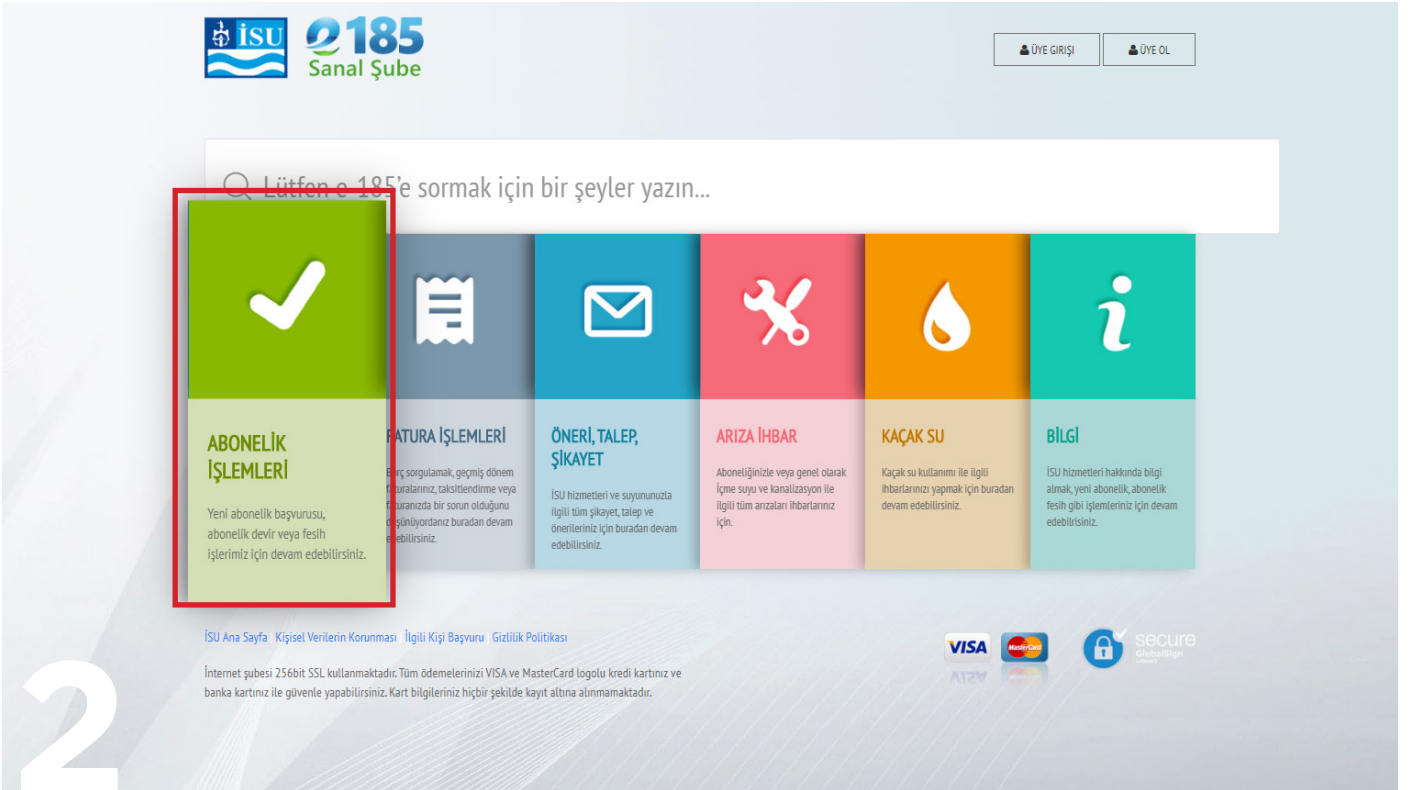 İSU
e185
Sanal Şube
ÜYE GIRIŞI
ÜYE OL
Lütfen e-185'e sormak için bir şeyler yazın...
ABONELİK
İŞLEMLERİ
Yeni abonelik başvurusu,
abonelik devir veya fesih
işlerimiz için devam edebilirsiniz.
FATURA İŞLEMLERİ
Borç sorgulamak, geçmiş dönem
faturalarınız, taksitlendirme veya
faturanızda bir sorun olduğunu
düşünüyordanız buradan devam
edebilirsiniz.
ÖNERİ, TALEP,
ŞİKAYET
İSU hizmetleri ve suyununuzla
ilgili tüm şikayet, talep ve
önerileriniz için buradan devam
edebilirsiniz.
ARIZA İHBAR
Aboneliğinizle veya genel olarak
İçme suyu ve kanalizasyon ile
ilgili tüm arızaları ihbarlarınız
için.
KAÇAK SU
Kaçak su kullanımı ile ilgili
ihbarlarınızı yapmak için buradan
devam edebilirsiniz.
BİLGİ
İSU hizmetleri hakkında bilgi
almak, yeni abonelik, abonelik
fesih gibi işlemleriniz için devam
edebilrisiniz.
İSU Ana Sayfa | Kişisel Verilerin Korunması | İlgili Kişi Başvuru | Gizlilik Politikası
İnternet şubesi 256bit SSL kullanmaktadır. Tüm ödemelerinizi VISA ve MasterCard logolu kredi kartınız ve
banka kartınız ile güvenle yapabilirsiniz. Kart bilgileriniz hiçbir şekilde kayıt altına alınmamaktadır.
VISA
MasterCard
secure
GlobalSign
2